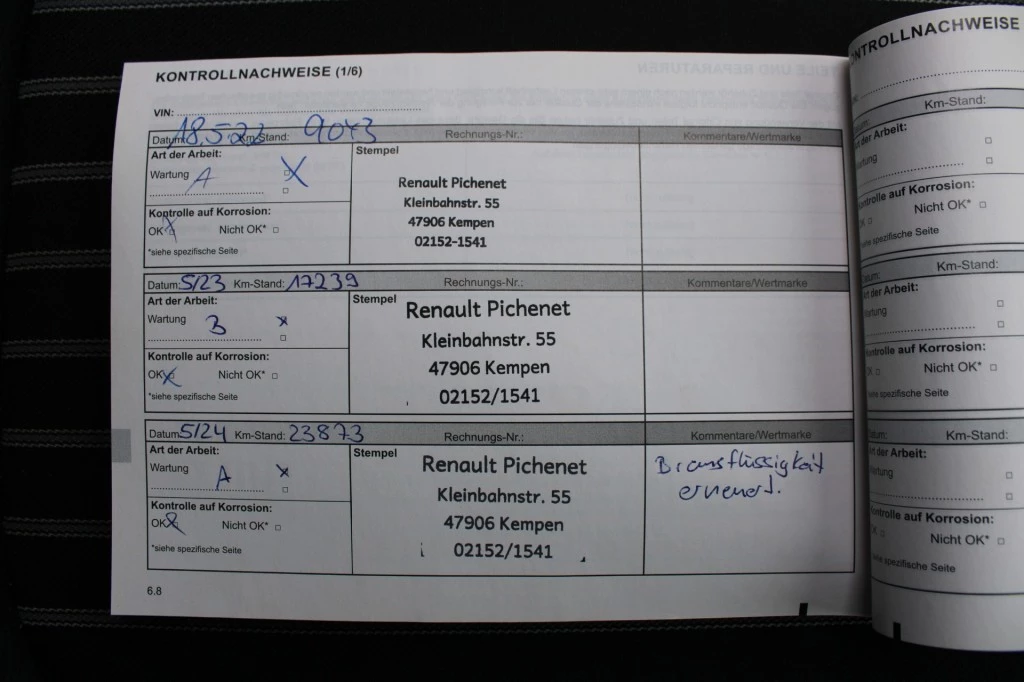 KONTROLLNACHWEISE (1/6)
VIN:
Datum: Km-Stand: 9043 Rechnungs-Nr.: Kommentare/Wertmarke
Art der Arbeit: Stempel
Wartung A X
Renault Pichenet
Kleinbahnstr. 55
47906 Kempen
02152-1541
Kontrolle auf Korrosion:
OK X Nicht OK* □
*siehe spezifische Seite
Datum: 5/23 Km-Stand: 17239 Rechnungs-Nr.: Kommentare/Wertmarke
Art der Arbeit: Stempel
Wartung B x
Renault Pichenet
Kleinbahnstr. 55
47906 Kempen
02152/1541
Kontrolle auf Korrosion:
OK X Nicht OK* □
*siehe spezifische Seite
Datum: 5/24 Km-Stand: 23873 Rechnungs-Nr.: Kommentare/Wertmarke
Art der Arbeit: Stempel
Wartung A x
Renault Pichenet
Kleinbahnstr. 55
47906 Kempen
02152/1541
Bremsflüssigkeit
erneuert.
Kontrolle auf Korrosion:
OK X Nicht OK* □
*siehe spezifische Seite
6.8
KONTROLLNACHWEISE
Km-Stand:
der Arbeit:
Wartung
Kontrolle auf Korrosion:
Nicht OK* □
siehe spezifische Seite
Datum: Km-Stand:
Art der Arbeit:
Wartung
Kontrolle auf Korrosion:
OK □ Nicht OK* □
siehe spezifische Seite
Datum: Km-Stand:
Art der Arbeit:
Wartung
Kontrolle auf Korrosion:
OK □ Nicht OK* □
siehe spezifische Seite